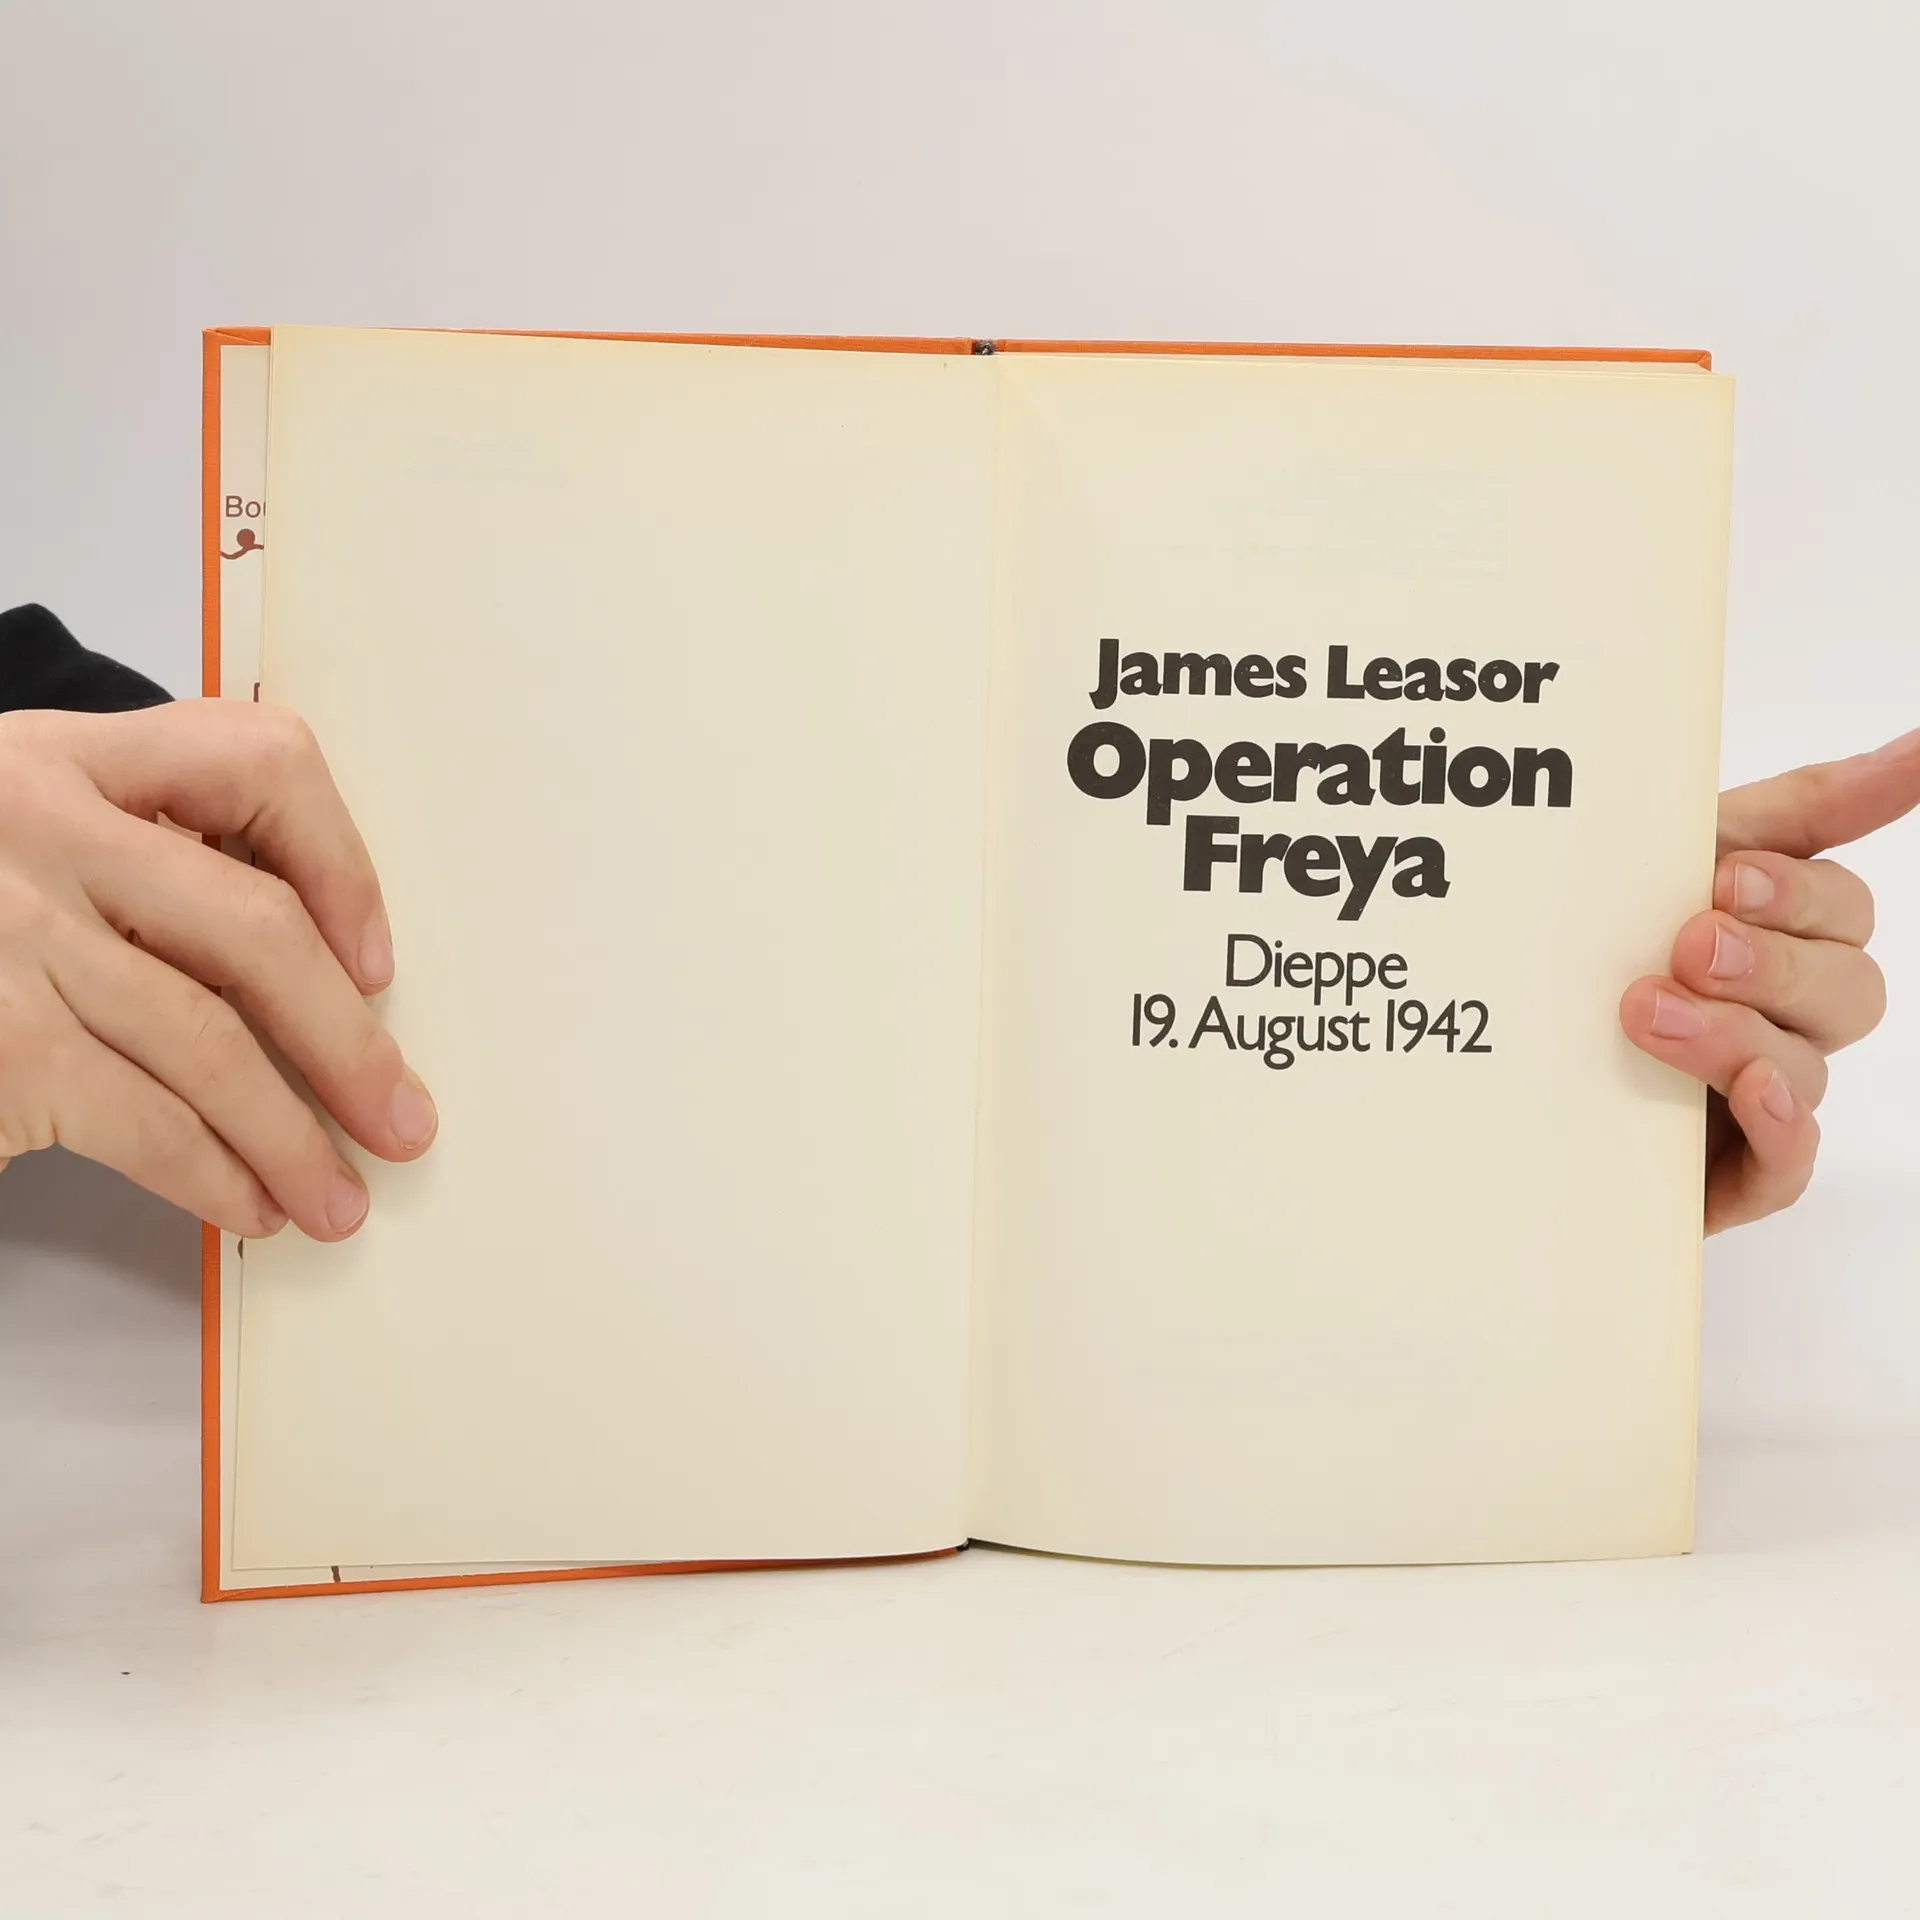 James Leasor
Operation
Freya
Dieppe
19. August 1942